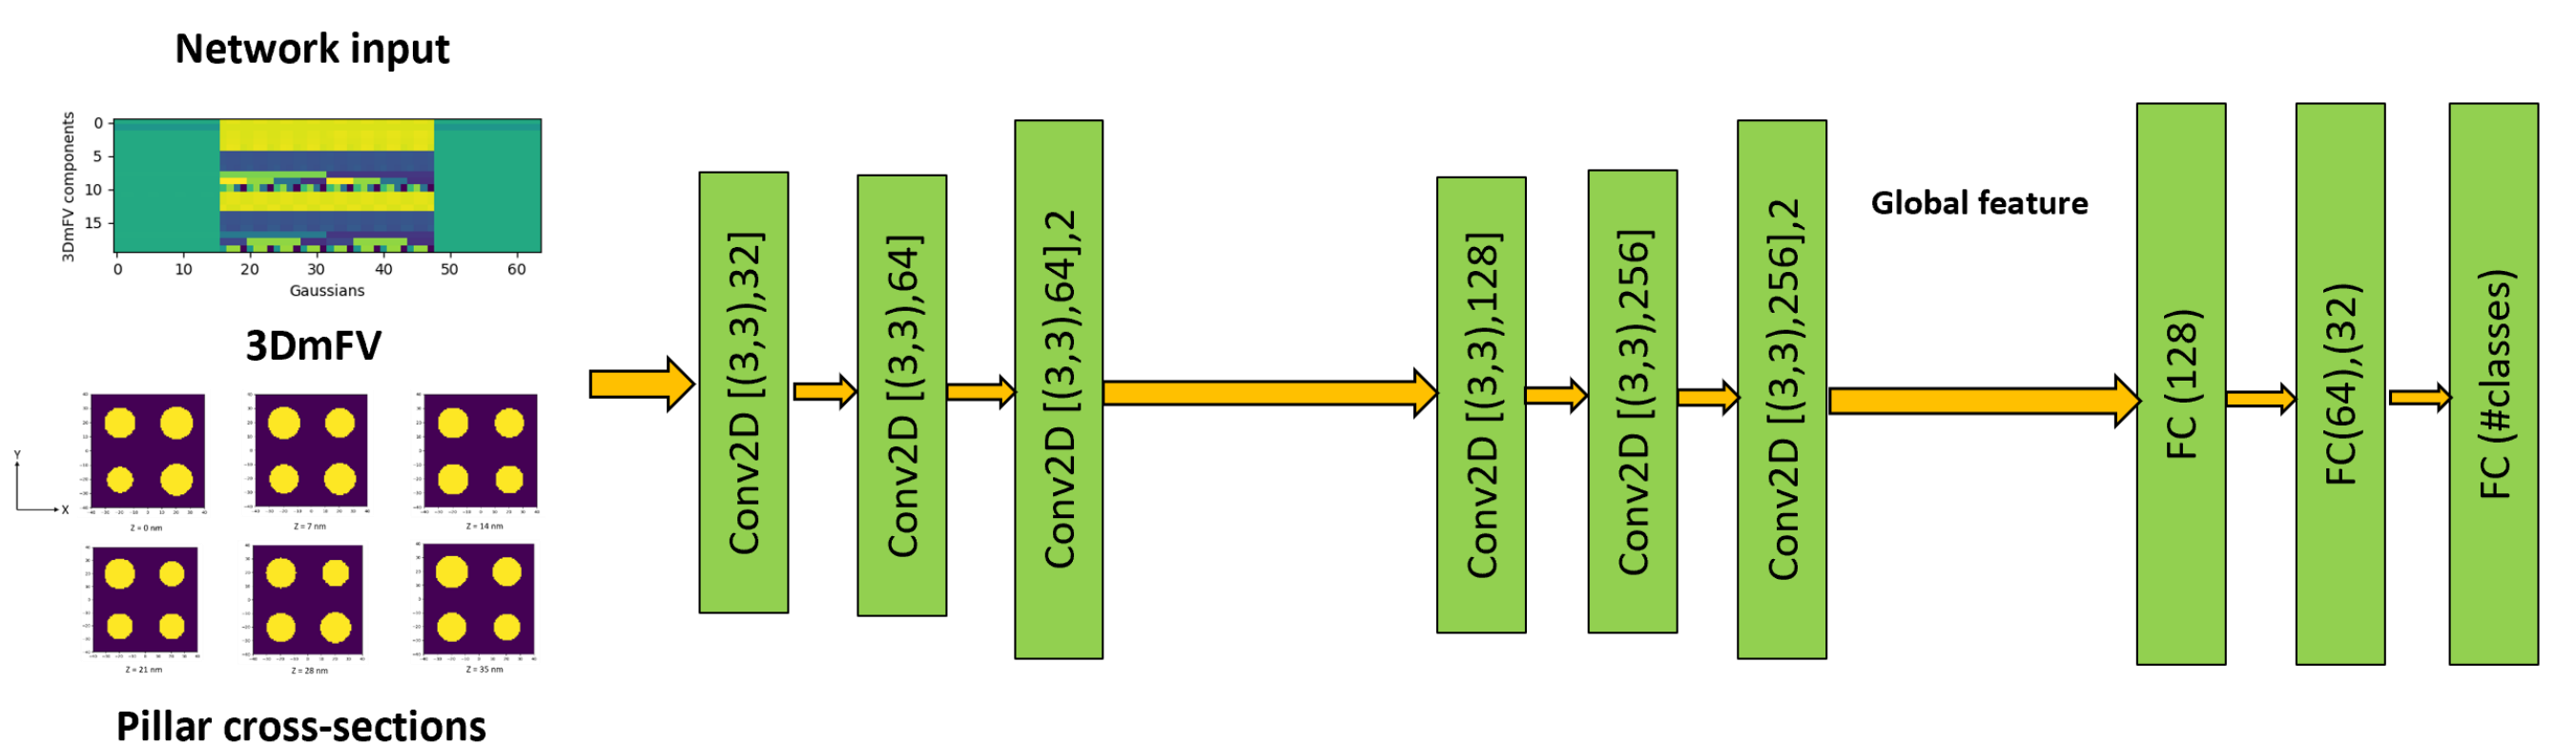 Network input
3DmFV components
0
5
10
15
0 10 20 30 40 50 60
Gaussians
3DmFV
Y
X
Z = 0 nm
Z = 7 nm
Z = 14 nm
Z = 21 nm
Z = 28 nm
Z = 35 nm
Pillar cross-sections
Conv2D [(3,3),32]
Conv2D [(3,3),64]
Conv2D [(3,3),64],2
Conv2D [(3,3),128]
Conv2D [(3,3),256]
Conv2D [(3,3),256],2
Global feature
FC (128)
FC(64),(32)
FC (#classes)